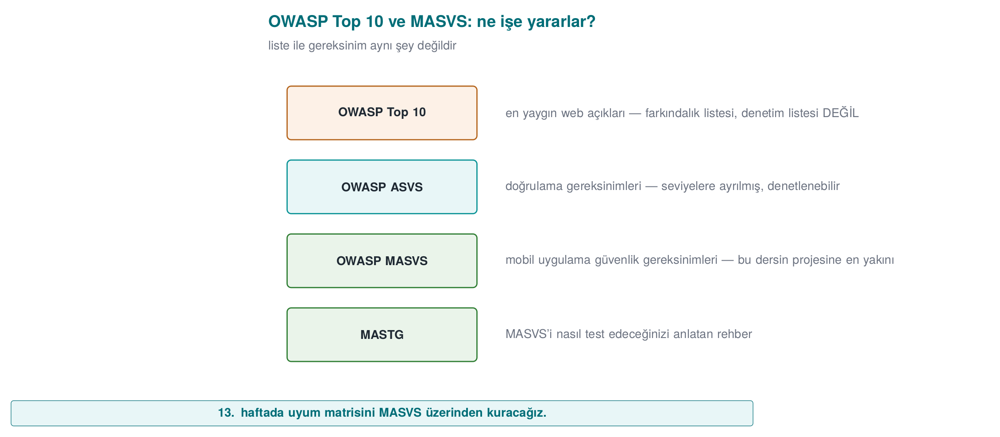 OWASP Top 10 ve MASVS: ne işe yararlar?
liste ile gereksinim aynı şey değildir
OWASP Top 10
en yaygın web açıkları — farkındalık listesi, denetim listesi DEĞİL
OWASP ASVS
doğrulama gereksinimleri — seviyelere ayrılmış, denetlenebilir
OWASP MASVS
mobil uygulama güvenlik gereksinimleri — bu dersin projesine en yakını
MASTG
MASVS’i nasıl test edeceğinizi anlatan rehber
13. haftada uyum matrisini MASVS üzerinden kuracağız.